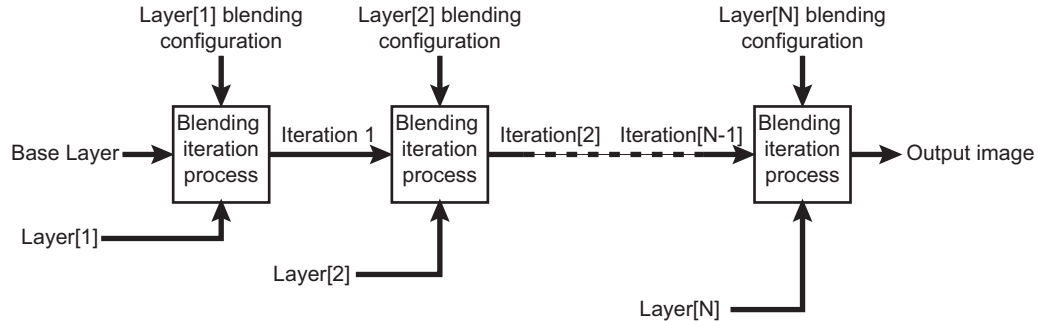 Layer[1] blending
configuration
Layer[2] blending
configuration
Layer[N] blending
configuration
Base Layer
Blending
iteration
process
Iteration 1
Blending
iteration
process
Iteration[2]
Iteration[N-1]
Blending
iteration
process
Output image
Layer[1]
Layer[2]
Layer[N]